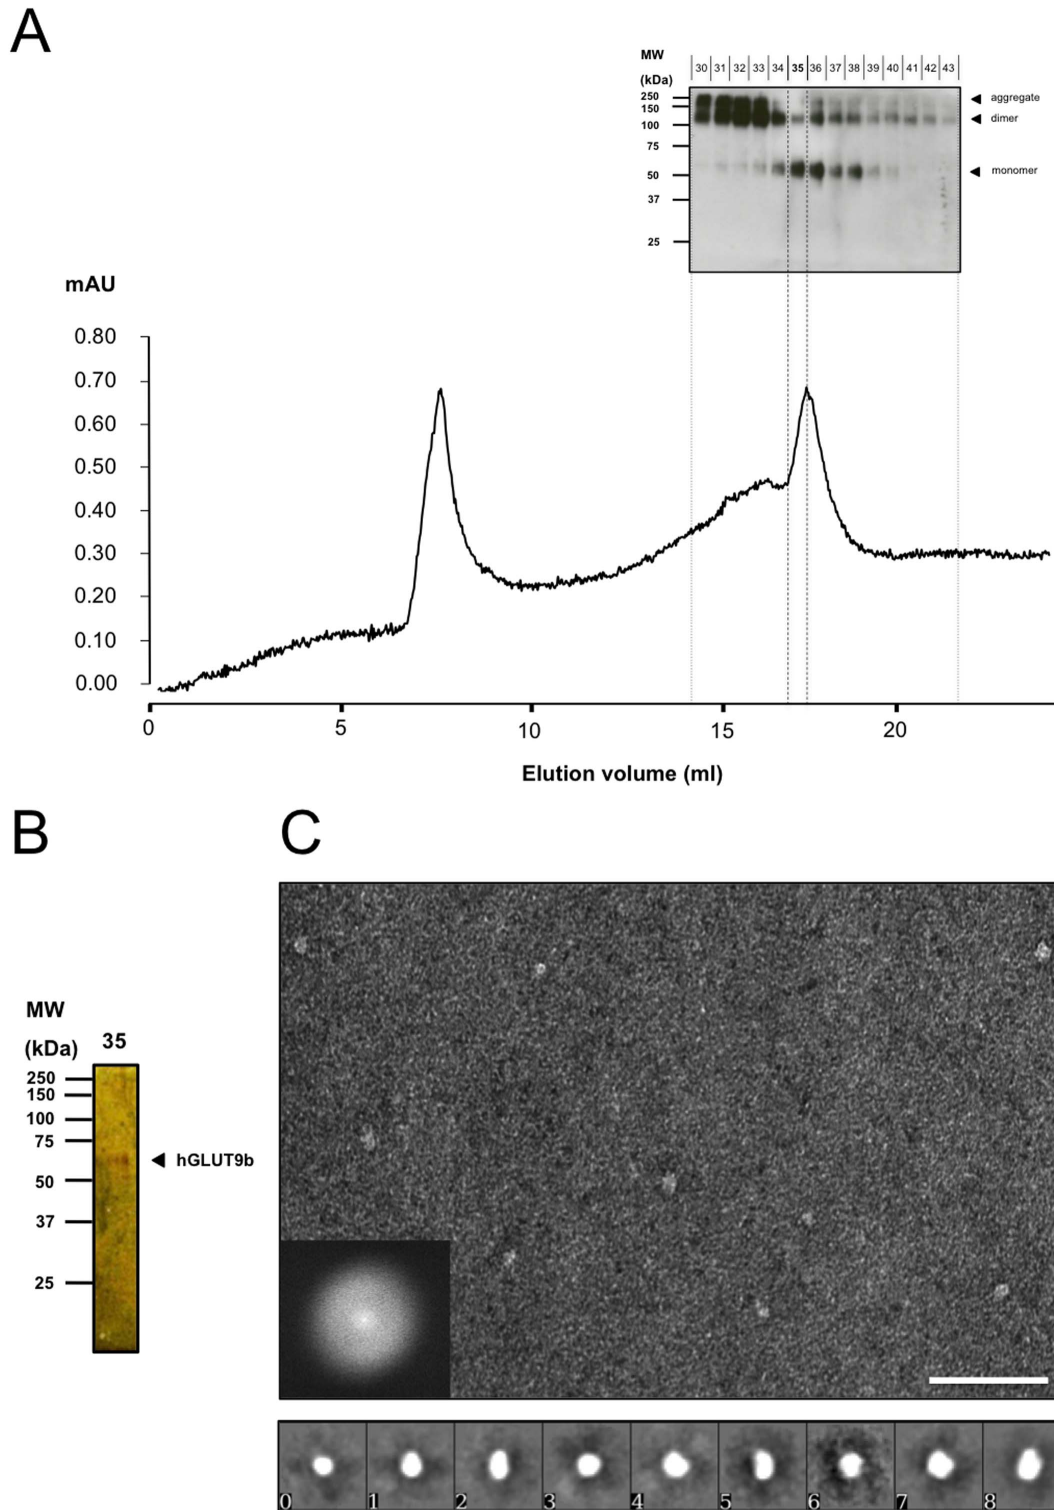 A
MW
(kDa)
30 31 32 33 34 35 36 37 38 39 40 41 42 43
250
150
100
75
50
37
25
aggregate
dimer
monomer
mAU
0.80
0.70
0.60
0.50
0.40
0.30
0.20
0.10
0.00
0 5 10 15 20
Elution volume (ml)
B
C
MW
(kDa)
35
250
150
100
75
50
37
25
hGLUT9b
0 1 2 3 4 5 6 7 8